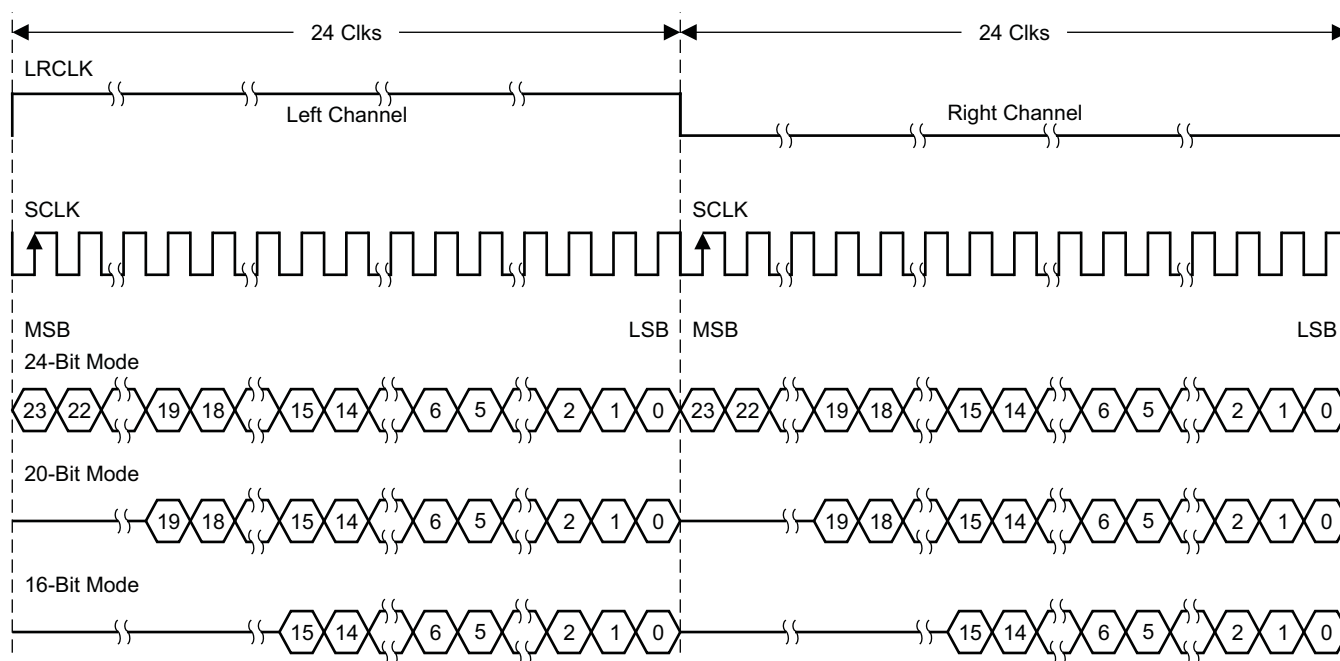 24 Clks 24 Clks
LRCLK
Left Channel Right Channel
SCLK SCLK
MSB LSB MSB LSB
24-Bit Mode
23 22 19 18 15 14 6 5 2 1 0 23 22 19 18 15 14 6 5 2 1 0
20-Bit Mode
19 18 15 14 6 5 2 1 0 19 18 15 14 6 5 2 1 0
16-Bit Mode
15 14 6 5 2 1 0 15 14 6 5 2 1 0